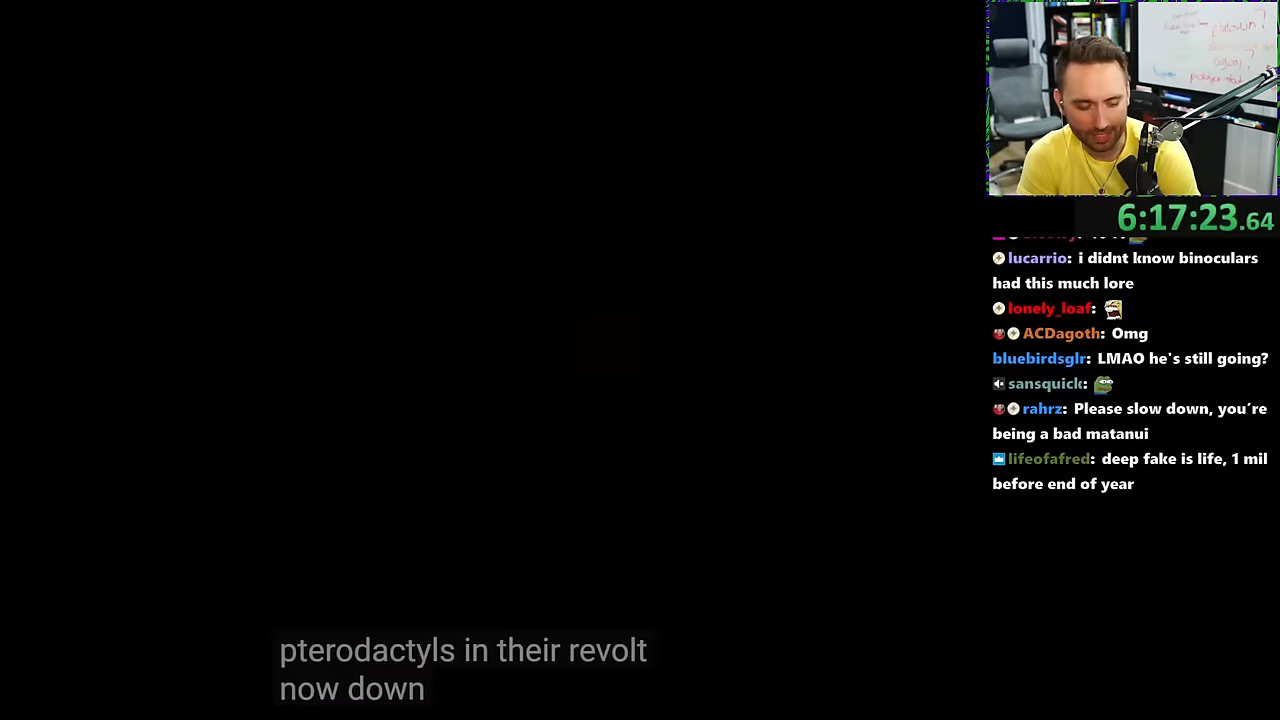 6:17:23.64
lucarrio: i didnt know binoculars
had this much lore
lonely_loaf:
ACDagoth: Omg
bluebirdsglr: LMAO he's still going?
sansquick:
rahrz: Please slow down, you’re
being a bad matanui
lifeofafred: deep fake is life, 1 mil
before end of year
pterodactyls in their revolt
now down